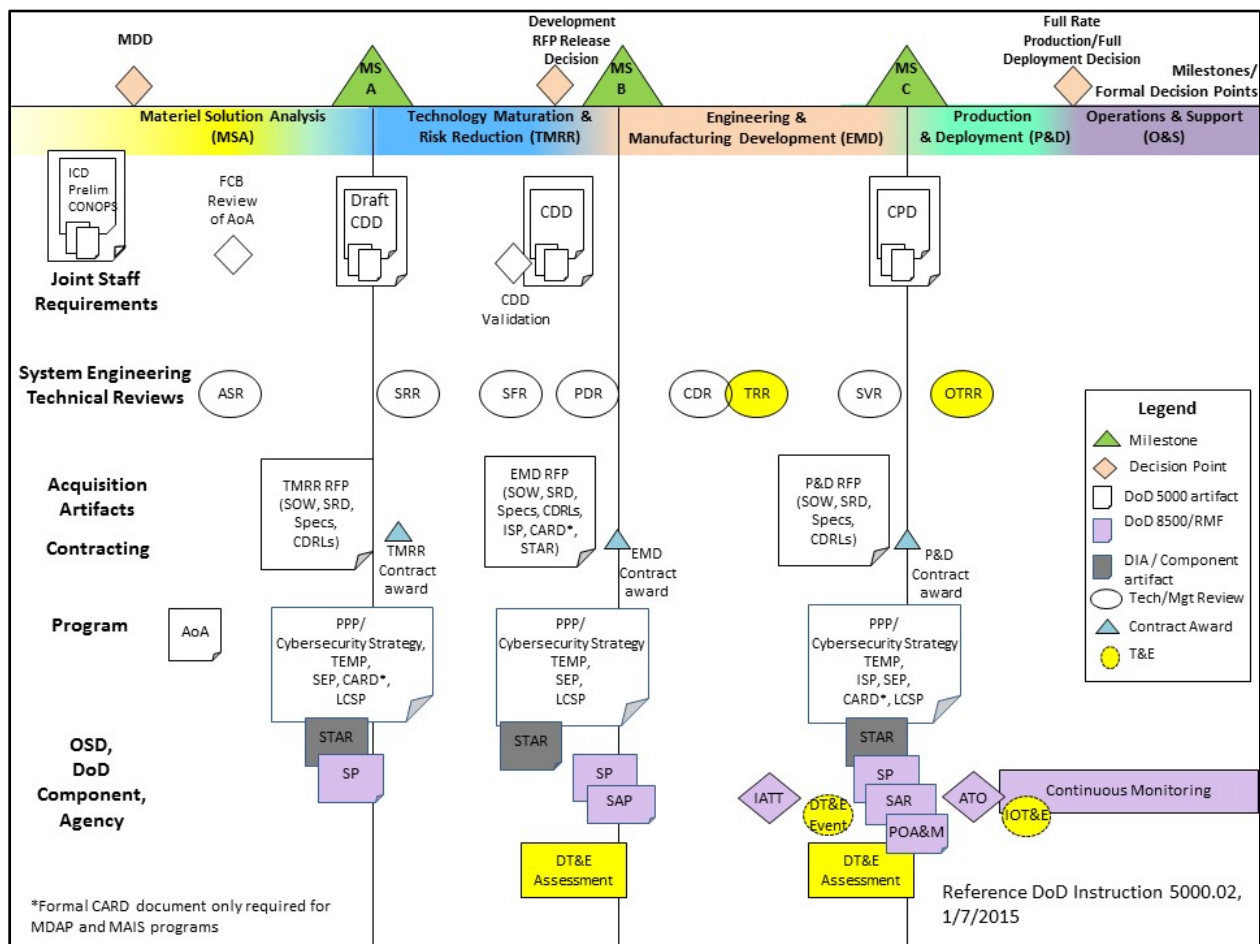 MDD
Development
RFP Release
Decision
Full Rate
Production/Full
Deployment Decision
Milestones/
Formal Decision Points
MS
A
MS
B
MS
C
Materiel Solution Analysis
(MSA)
Technology Maturation &
Risk Reduction (TMRR)
Engineering &
Manufacturing Development (EMD)
Production
& Deployment (P&D)
Operations & Support
(O&S)
ICD
Prelim
CONOPS
FCB
Review
of AoA
Draft
CDD
CDD
CDD
Validation
CPD
Joint Staff
Requirements
System Engineering
Technical Reviews
ASR
SRR
SFR
PDR
CDR
TRR
SVR
OTRR
Acquisition
Artifacts
TMRR RFP
(SOW, SRD,
Specs,
CDRLs)
EMD RFP
(SOW, SRD,
Specs, CDRLs,
ISP, CARD*,
STAR)
P&D RFP
(SOW, SRD,
Specs,
CDRLs)
Contracting
TMRR
Contract
award
EMD
Contract
award
P&D
Contract
award
Program
AoA
PPP/
Cybersecurity Strategy,
TEMP,
SEP, CARD*,
LCSP
PPP/
Cybersecurity Strategy
TEMP,
SEP,
LCSP
PPP/
Cybersecurity Strategy
TEMP,
ISP, SEP,
CARD*, LCSP
OSD,
DoD
Component,
Agency
STAR
SP
STAR
SP
SAP
DT&E
Assessment
IATT
DT&E
Event
STAR
SP
SAR
POA&M
DT&E
Assessment
ATO
IOT&E
Continuous Monitoring
Legend
Milestone
Decision Point
DoD 5000 artifact
DoD 8500/RMF
DIA / Component
artifact
Tech/Mgt Review
Contract Award
T&E
*Formal CARD document only required for
MDAP and MAIS programs
Reference DoD Instruction 5000.02,
1/7/2015